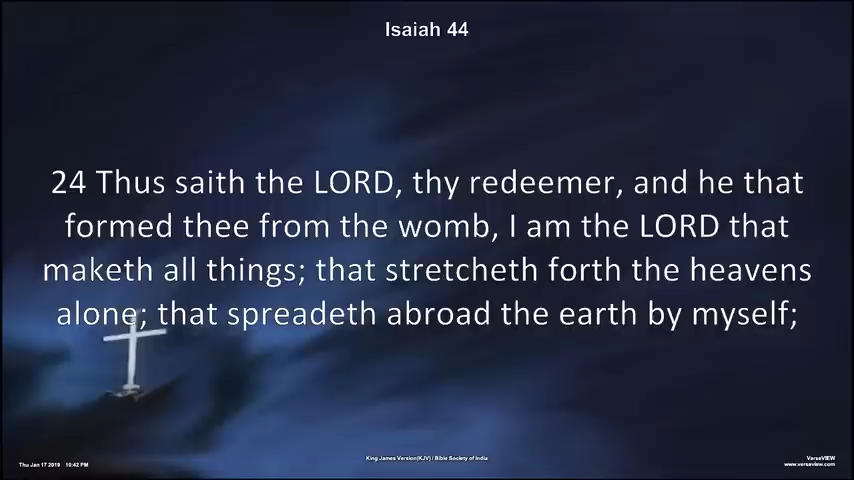 Isaiah 44
24 Thus saith the LORD, thy redeemer, and he that
formed thee from the womb, I am the LORD that
maketh all things; that stretcheth forth the heavens
alone; that spreadeth abroad the earth by myself;
King James Version(KJV) / Bible Society of India
Thu Jan 17 2019 10:42 PM
VerseVIEW
www.verseview.com